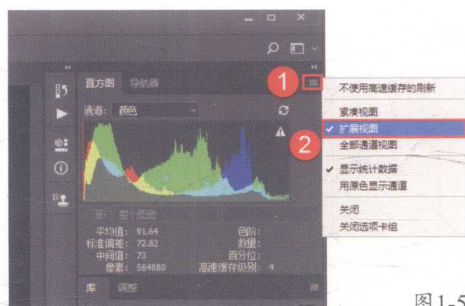 直方图 导航器
1
通道: 颜色
2
源: 整个图像
平均值: 91.64
标准偏差: 72.82
中间值: 73
像素: 564880
色阶:
数量:
百分位:
高速缓存级别: 4
库 调整
不使用高速缓存的刷新
紧凑视图
扩展视图
全部通道视图
显示统计数据
用原色显示通道
关闭
关闭选项卡组
图1-5